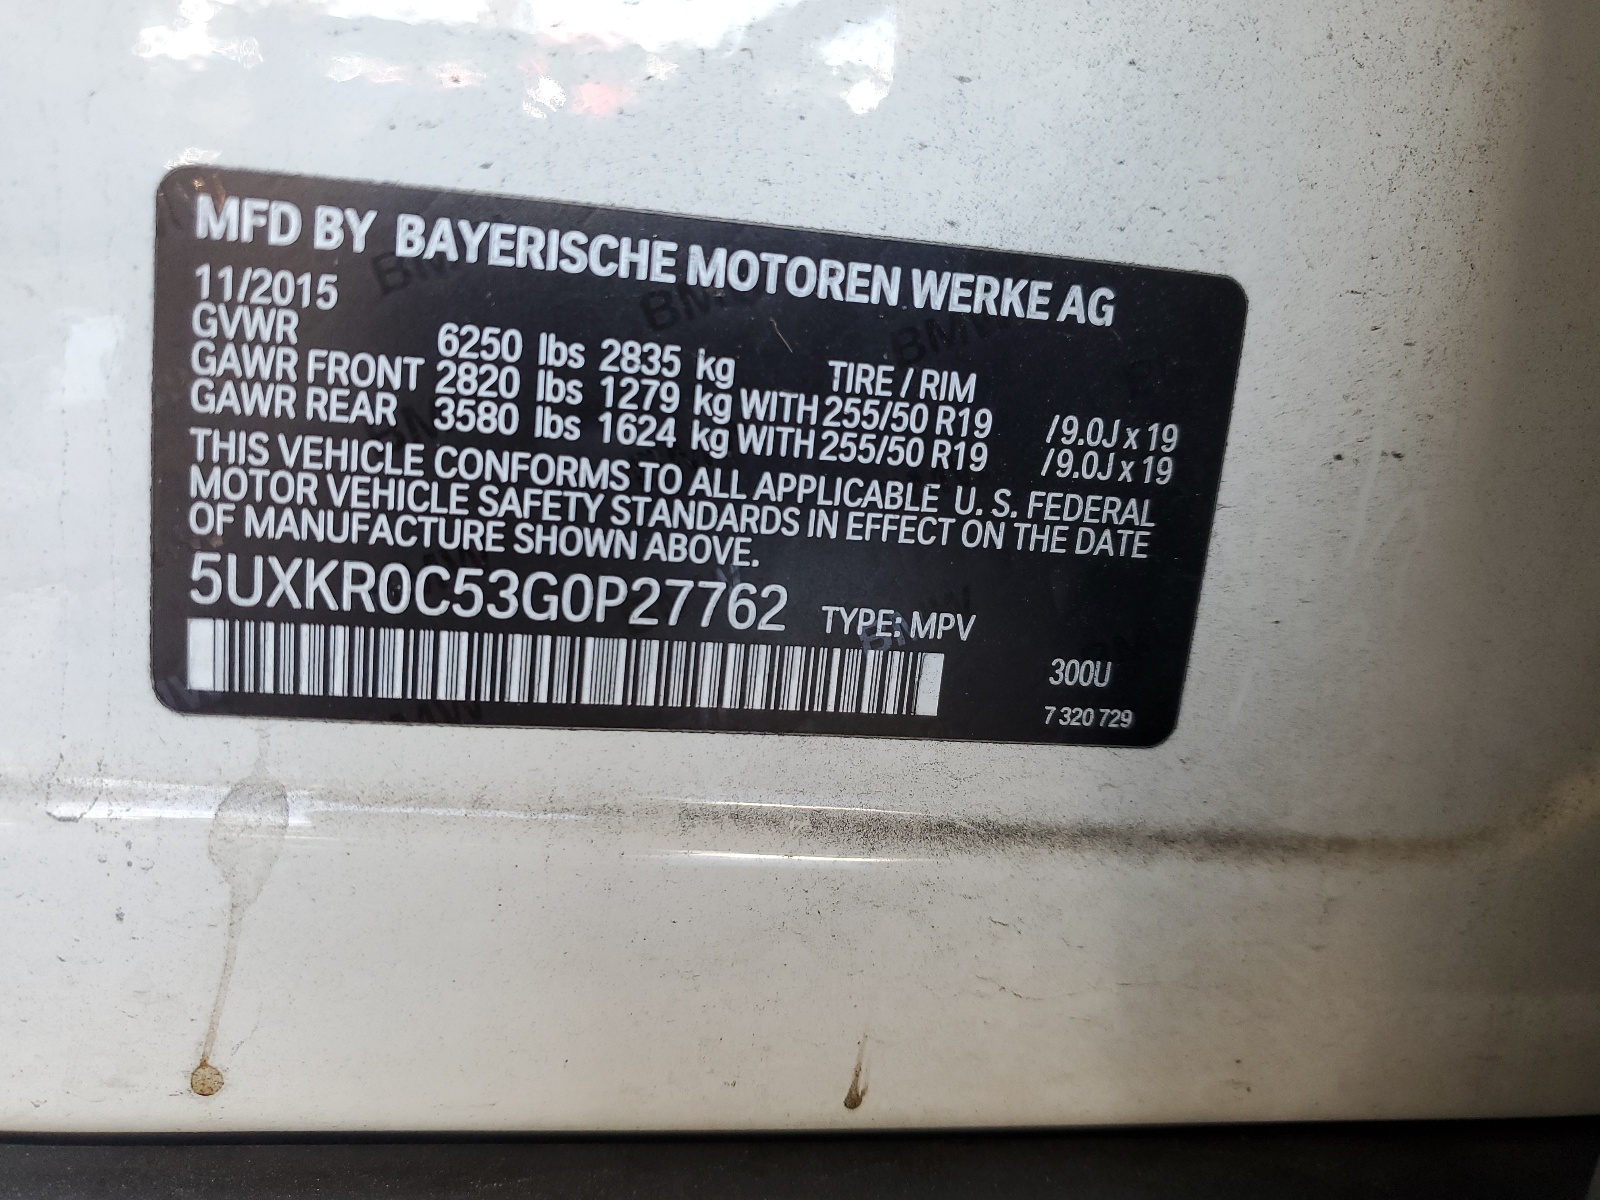 MFD BY BAYERISCHE MOTOREN WERKE AG
11/2015
GVWR 6250 lbs 2835 kg TIRE / RIM
GAWR FRONT 2820 lbs 1279 kg WITH 255/50 R19 /9.0J x 19
GAWR REAR 3580 lbs 1624 kg WITH 255/50 R19 /9.0J x 19
THIS VEHICLE CONFORMS TO ALL APPLICABLE U. S. FEDERAL
MOTOR VEHICLE SAFETY STANDARDS IN EFFECT ON THE DATE
OF MANUFACTURE SHOWN ABOVE.
5UXKR0C53G0P27762 TYPE: MPV
300U
7 320 729